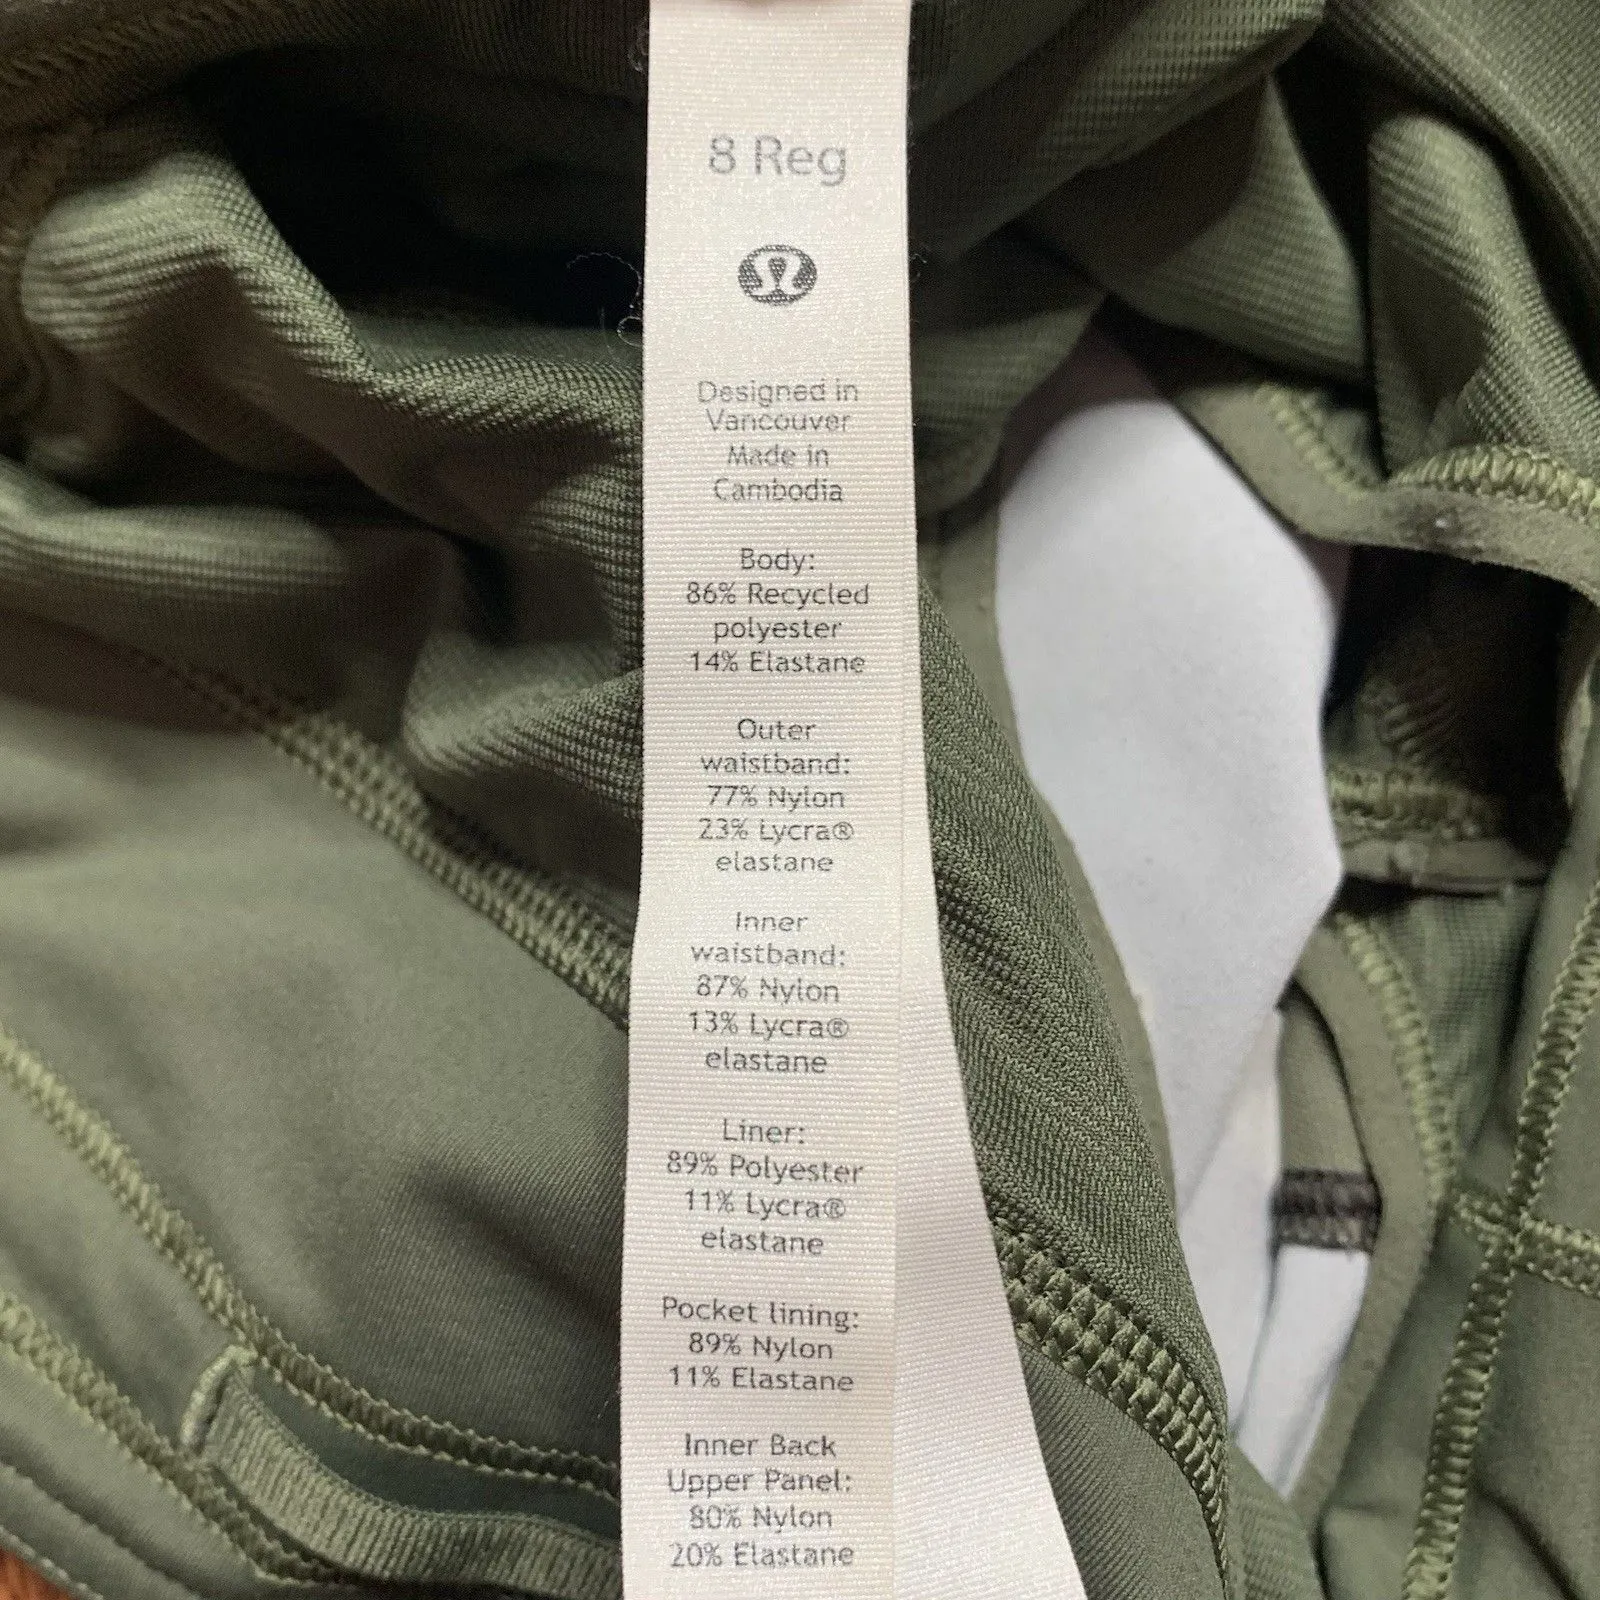 8 Reg
Designed in
Vancouver
Made in
Cambodia
Body:
86% Recycled
polyester
14% Elastane
Outer
waistband:
77% Nylon
23% Lycra®
elastane
Inner
waistband:
87% Nylon
13% Lycra®
elastane
Liner:
89% Polyester
11% Lycra®
elastane
Pocket lining:
89% Nylon
11% Elastane
Inner Back
Upper Panel:
80% Nylon
20% Elastane